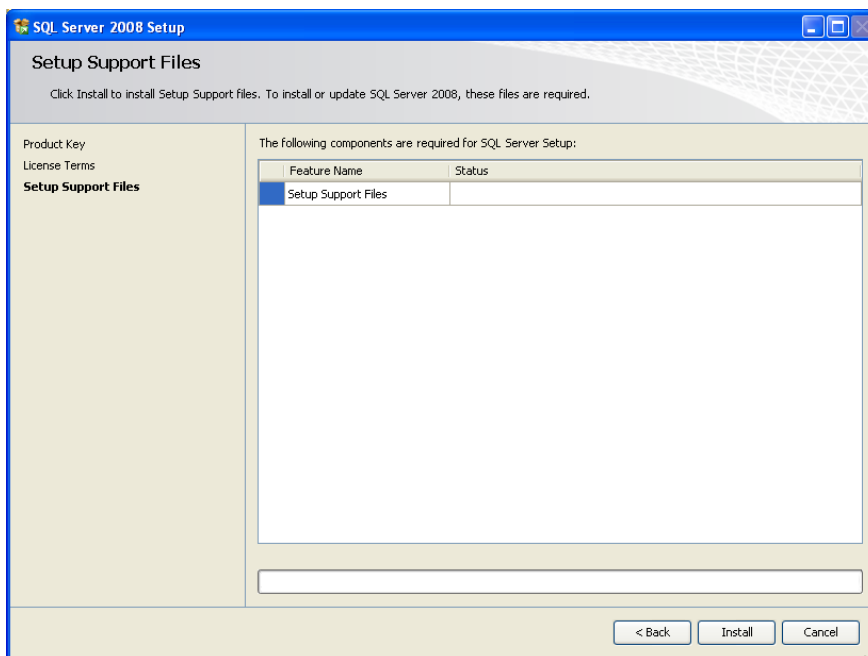 SQL Server 2008 Setup
Setup Support Files
Click Install to install Setup Support files. To install or update SQL Server 2008, these files are required.
Product Key
License Terms
Setup Support Files
The following components are required for SQL Server Setup:
Feature Name Status
Setup Support Files
< Back Install Cancel